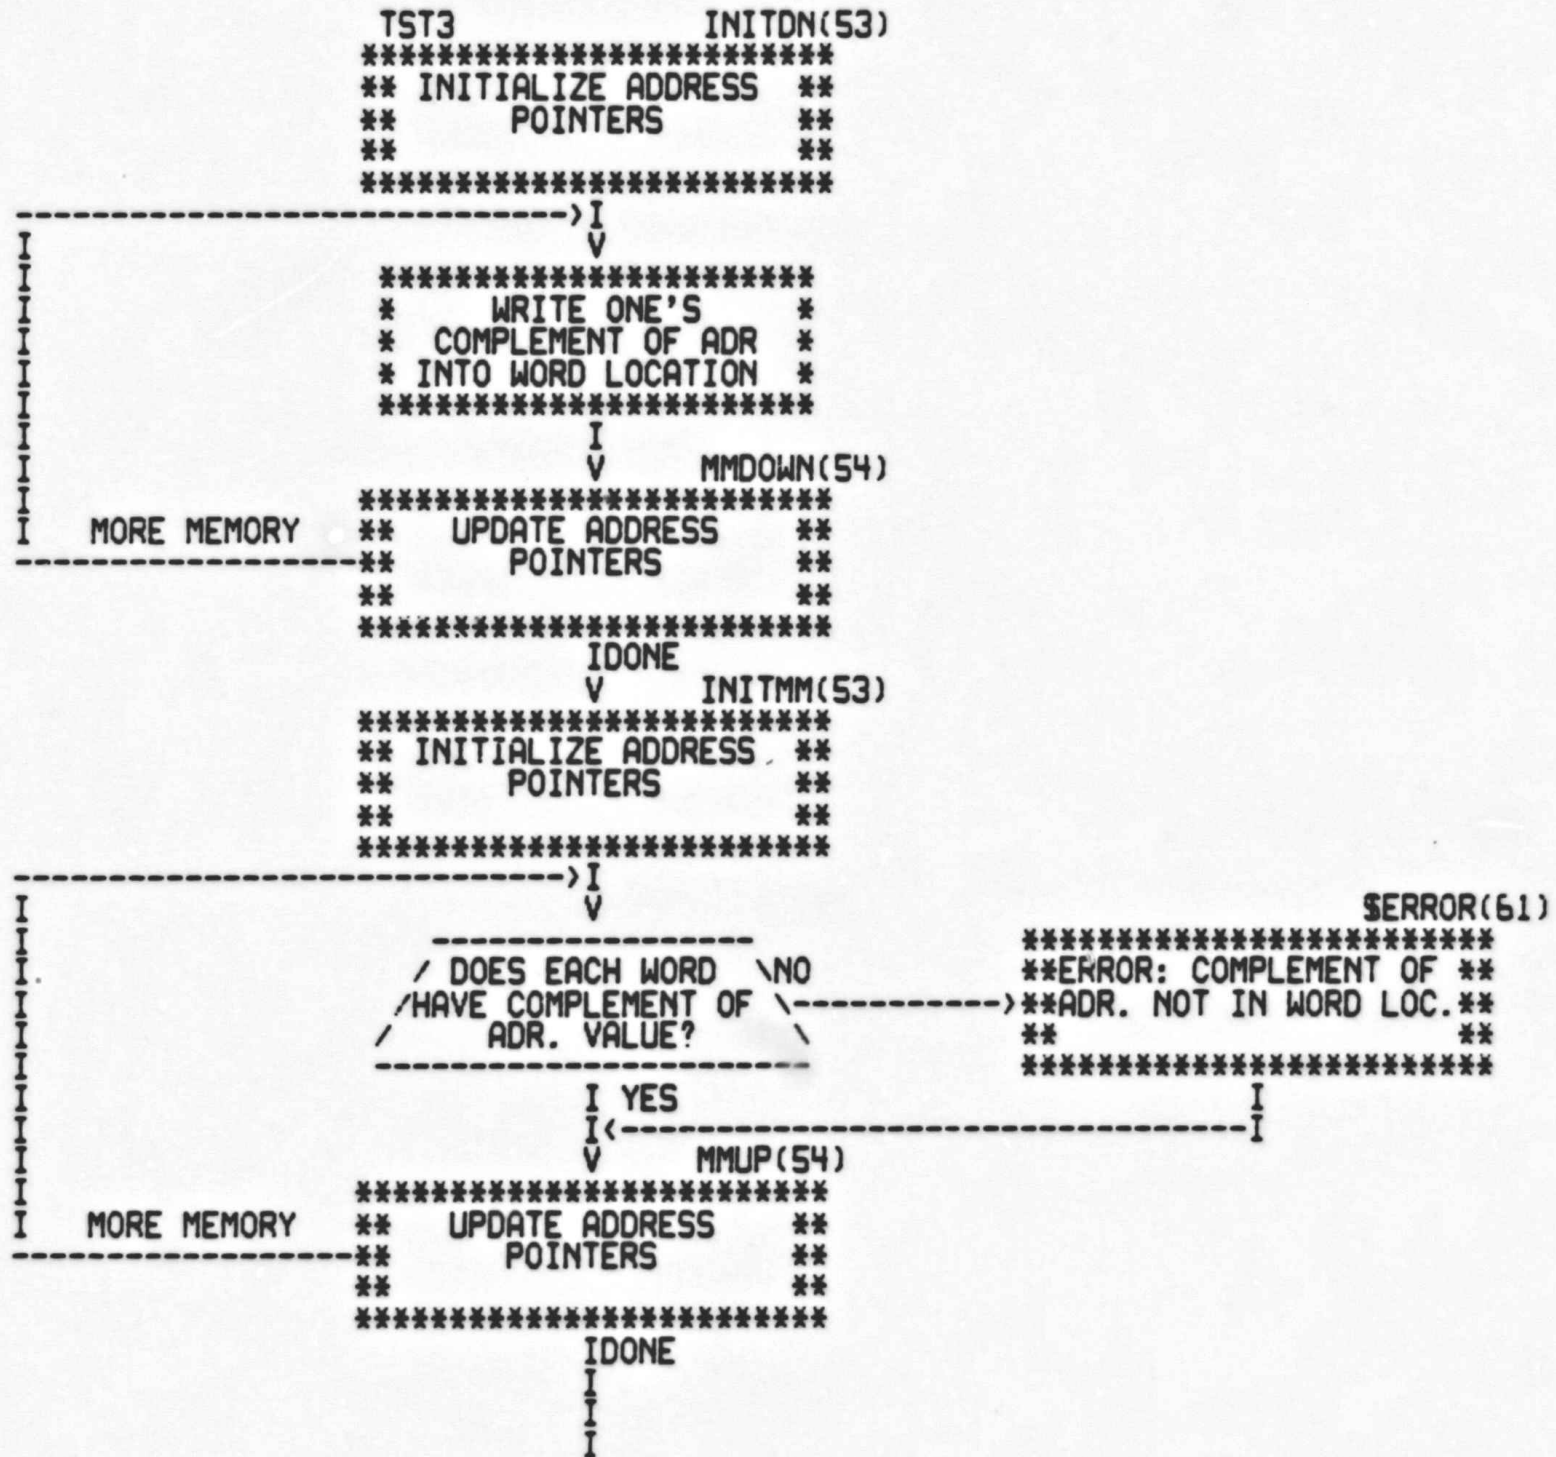 TST3 INITDN(53)
*************************
** INITIALIZE ADDRESS **
** POINTERS **
** **
*************************
------------------------------>I
I V
I ***********************
I * WRITE ONE'S *
I * COMPLEMENT OF ADR *
I * INTO WORD LOCATION *
I ***********************
I I
I V MMDOWN(54)
I *************************
I MORE MEMORY ** UPDATE ADDRESS **
-------------------** POINTERS **
** **
*************************
IDONE
V INITMM(53)
*************************
** INITIALIZE ADDRESS **
** POINTERS **
** **
*************************
------------------------------>I
I V $ERROR(61)
I ----------------- *************************
I / DOES EACH WORD \NO **ERROR: COMPLEMENT OF **
I /HAVE COMPLEMENT OF \------------>**ADR. NOT IN WORD LOC.**
I / ADR. VALUE? \ ** **
I ----------------------- *************************
I I YES I
I I<----------------------------------I
I V MMUP(54)
I *************************
I MORE MEMORY ** UPDATE ADDRESS **
-------------------** POINTERS **
** **
*************************
IDONE
I
I
I